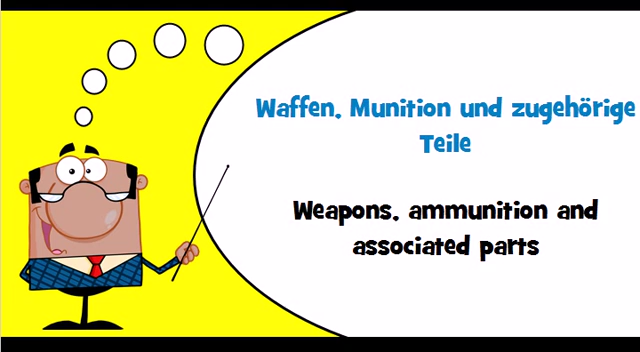 Waffen, Munition und zugehörige
Teile
Weapons, ammunition and
associated parts